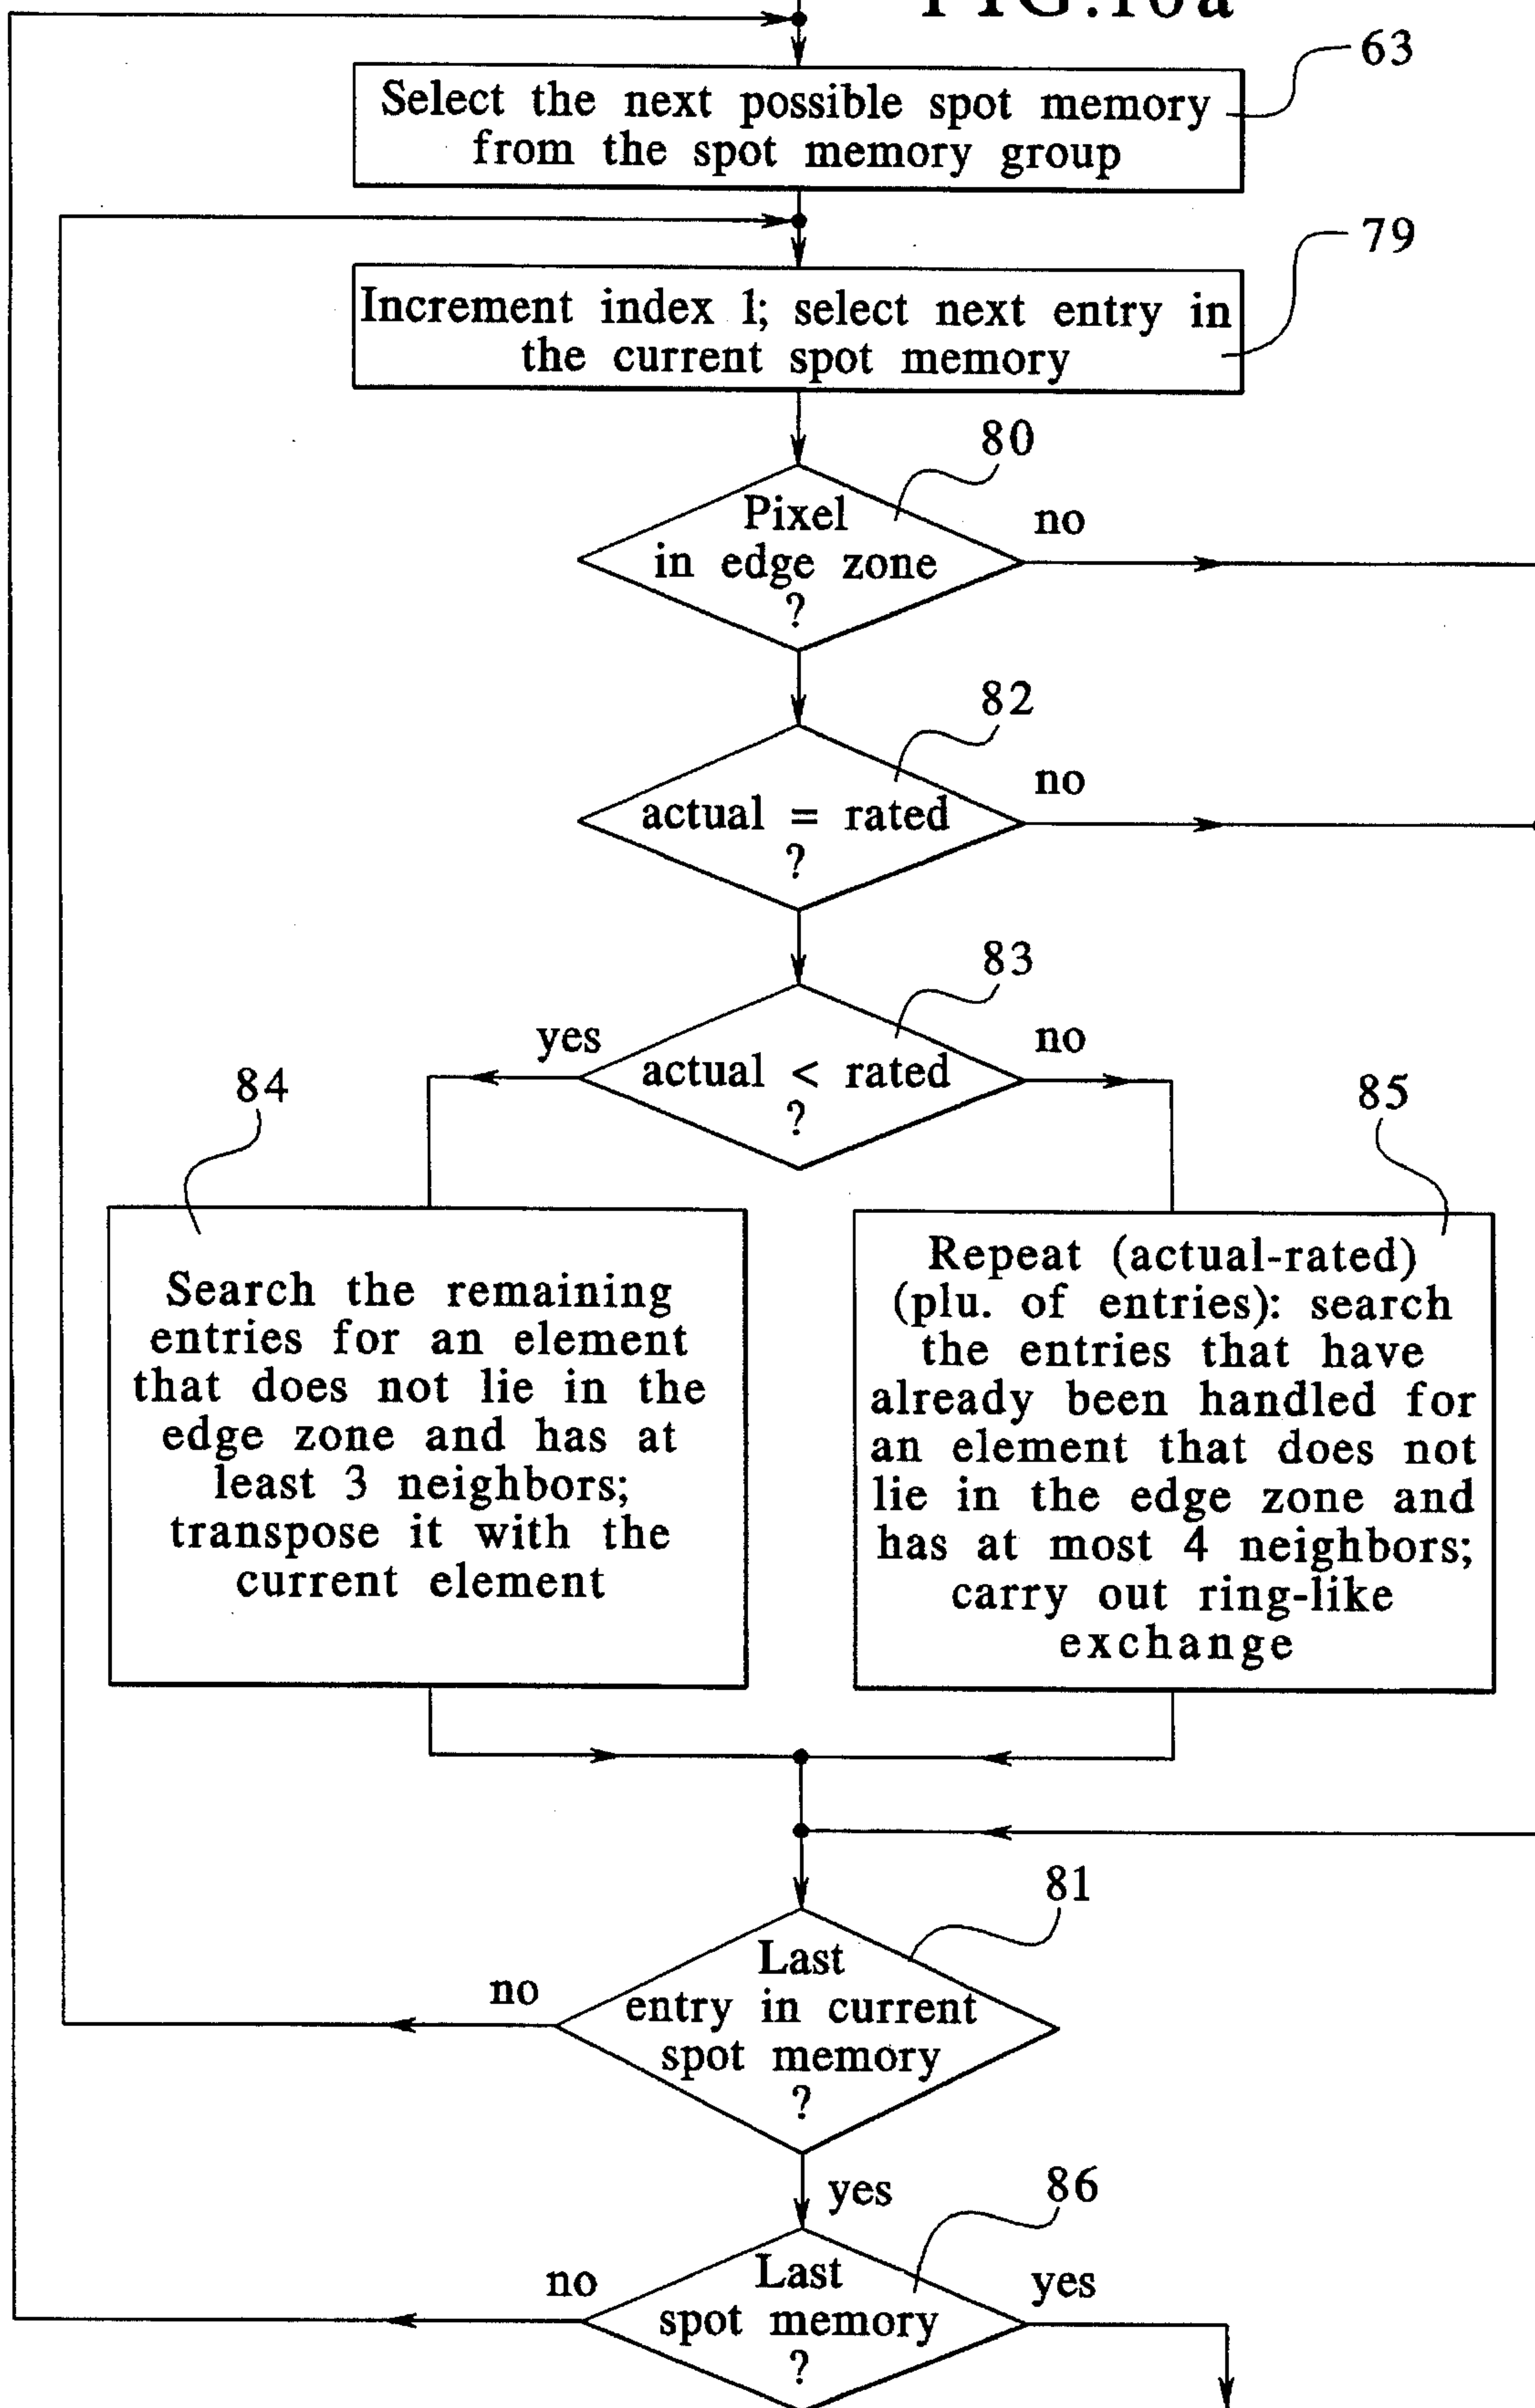 FIG.16a
63
Select the next possible spot memory
from the spot memory group
79
Increment index l; select next entry in
the current spot memory
80
Pixel
in edge zone
?
no
82
actual = rated
?
no
83
yes
actual < rated
?
no
84
Search the remaining
entries for an element
that does not lie in the
edge zone and has at
least 3 neighbors;
transpose it with the
current element
85
Repeat (actual-rated)
(plu. of entries): search
the entries that have
already been handled for
an element that does not
lie in the edge zone and
has at most 4 neighbors;
carry out ring-like
exchange
81
no
Last
entry in current
spot memory
?
yes
86
no
Last
spot memory
?
yes